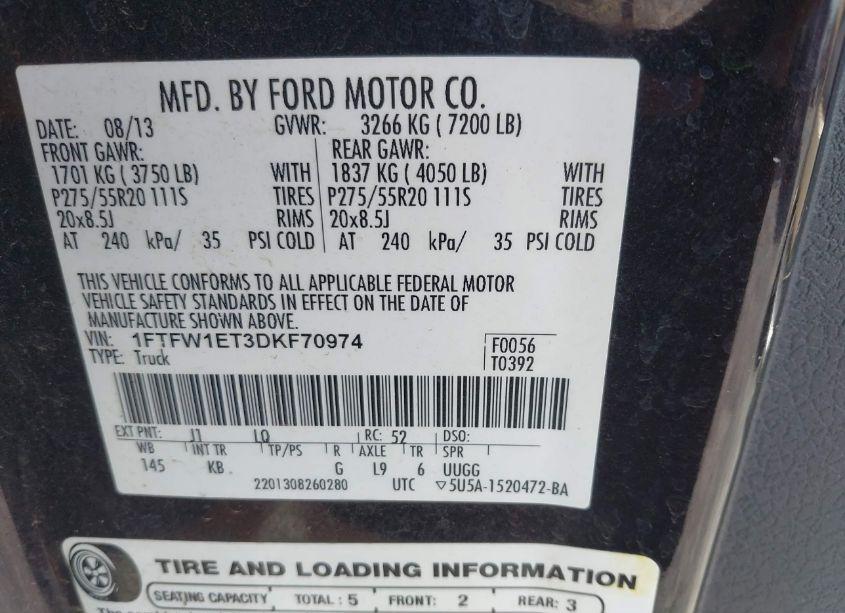 MFD. BY FORD MOTOR CO.
DATE: 08/13 GVWR: 3266 KG ( 7200 LB)
FRONT GAWR: REAR GAWR:
1701 KG ( 3750 LB) WITH 1837 KG ( 4050 LB) WITH
P275/55R20 111S TIRES P275/55R20 111S TIRES
20x8.5J RIMS 20x8.5J RIMS
AT 240 kPa/ 35 PSI COLD AT 240 kPa/ 35 PSI COLD
THIS VEHICLE CONFORMS TO ALL APPLICABLE FEDERAL MOTOR
VEHICLE SAFETY STANDARDS IN EFFECT ON THE DATE OF
MANUFACTURE SHOWN ABOVE.
VIN: 1FTFW1ET3DKF70974 F0056
TYPE: Truck T0392
EXT PNT: J1 LQ RC: 52 DSO:
WB INT TR TP/PS R AXLE TR SPR
145 KB G L9 6 UUGG
2201308260280 UTC ▽5U5A-1520472-BA
TIRE AND LOADING INFORMATION
SEATING CAPACITY TOTAL: 5 FRONT: 2 REAR: 3